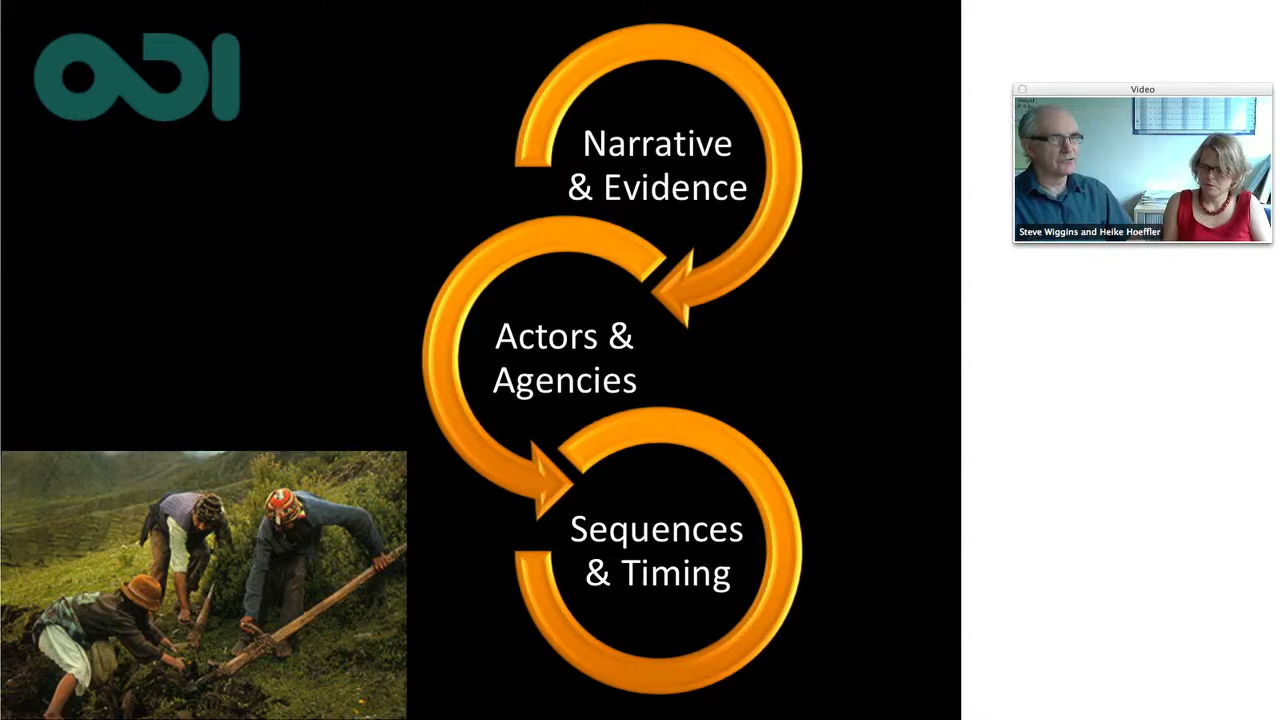 ODI
Narrative
& Evidence
Actors &
Agencies
Sequences
& Timing
Video
Steve Wiggins and Heike Hoeffler